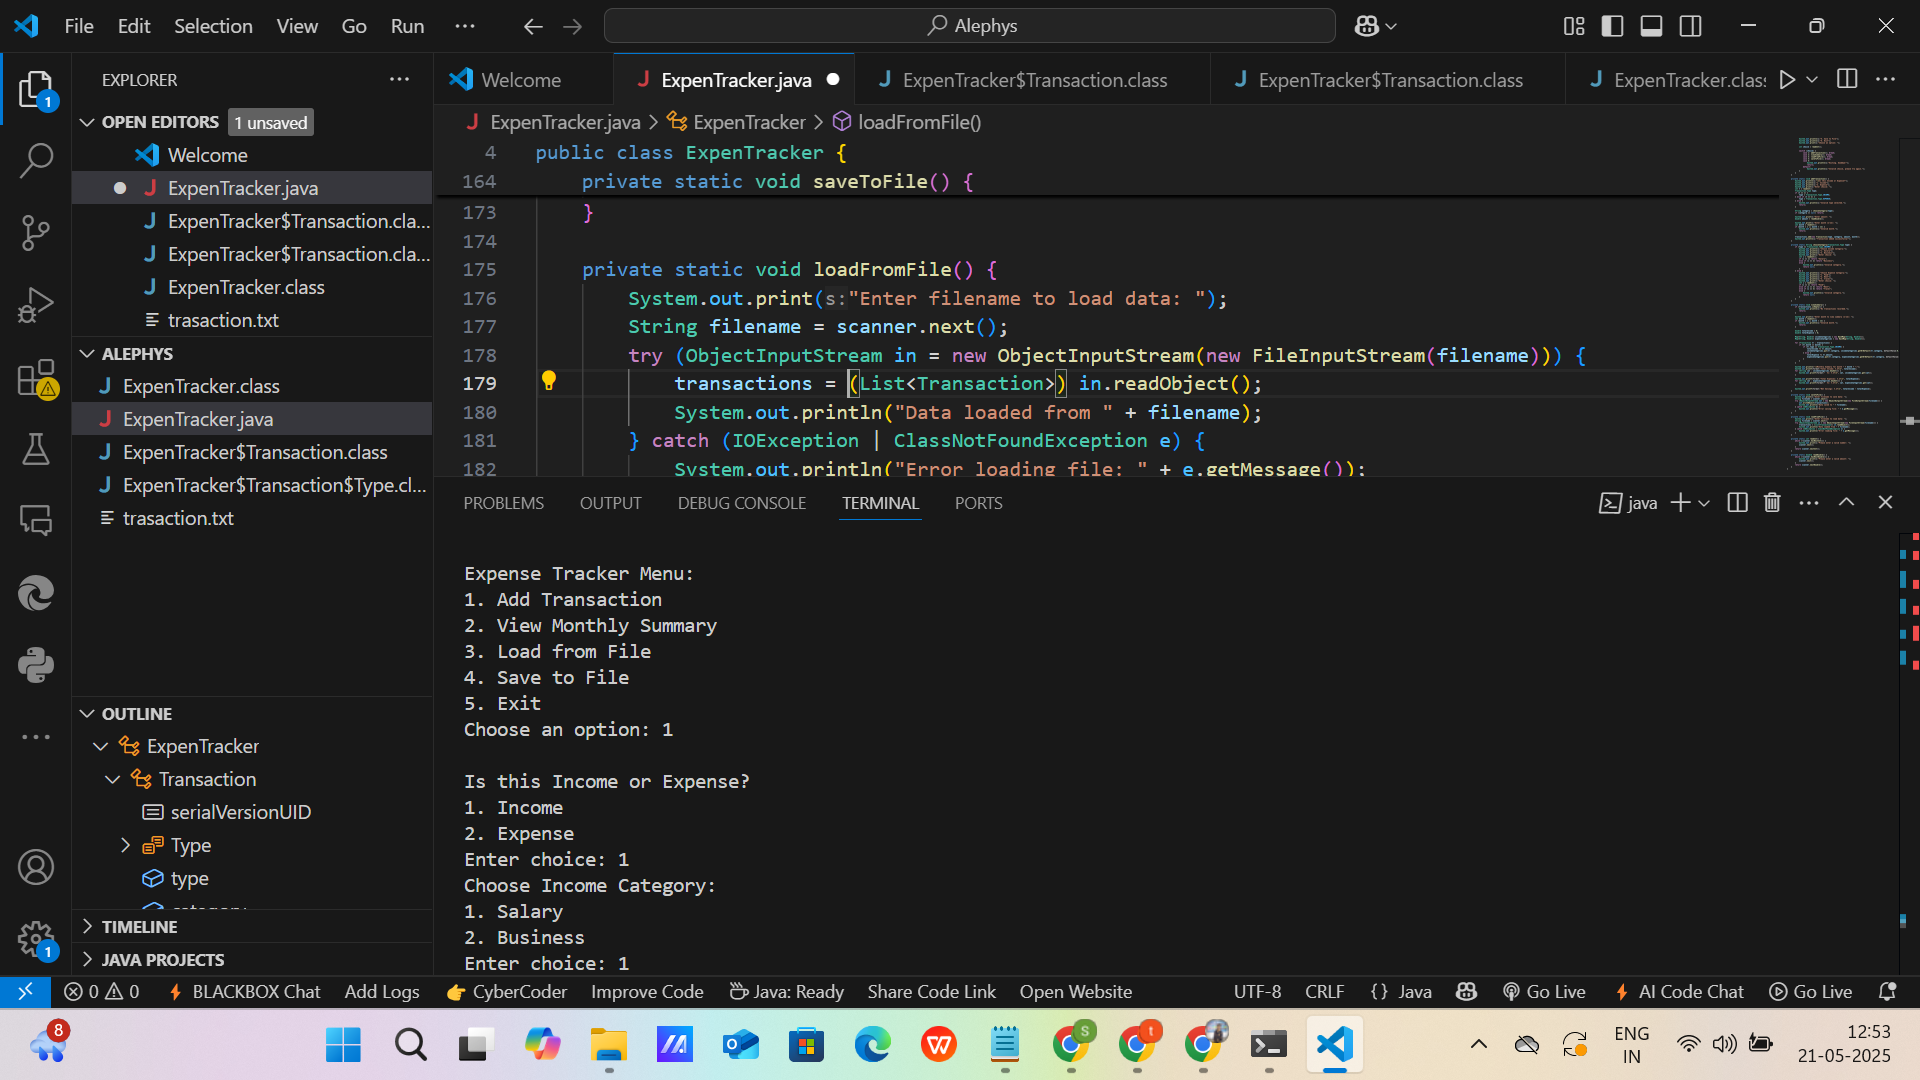 File Edit Selection View Go Run ··· Alephys
EXPLORER ···
OPEN EDITORS 1 unsaved
Welcome
ExpenTracker.java
ExpenTracker$Transaction.cla...
ExpenTracker$Transaction.cla...
ExpenTracker.class
trasaction.txt
ALEPHYS
ExpenTracker.class
ExpenTracker.java
ExpenTracker$Transaction.class
ExpenTracker$Transaction$Type.cl...
trasaction.txt
OUTLINE
ExpenTracker
Transaction
serialVersionUID
Type
type
category
TIMELINE
JAVA PROJECTS
Welcome ExpenTracker.java ExpenTracker$Transaction.class ExpenTracker$Transaction.class ExpenTracker.clas
ExpenTracker.java > ExpenTracker > loadFromFile()
4 public class ExpenTracker {
164 private static void saveToFile() {
173 }
174
175 private static void loadFromFile() {
176 System.out.print(s:"Enter filename to load data: ");
177 String filename = scanner.next();
178 try (ObjectInputStream in = new ObjectInputStream(new FileInputStream(filename))) {
179 transactions = (List<Transaction>) in.readObject();
180 System.out.println("Data loaded from " + filename);
181 } catch (IOException | ClassNotFoundException e) {
182 System.out.println("Error loading file: " + e.getMessage());
PROBLEMS OUTPUT DEBUG CONSOLE TERMINAL PORTS java
Expense Tracker Menu:
1. Add Transaction
2. View Monthly Summary
3. Load from File
4. Save to File
5. Exit
Choose an option: 1
Is this Income or Expense?
1. Income
2. Expense
Enter choice: 1
Choose Income Category:
1. Salary
2. Business
Enter choice: 1
0 0 BLACKBOX Chat Add Logs CyberCoder Improve Code Java: Ready Share Code Link Open Website UTF-8 CRLF {} Java Go Live AI Code Chat Go Live
8 S t ENG
IN 12:53
21-05-2025